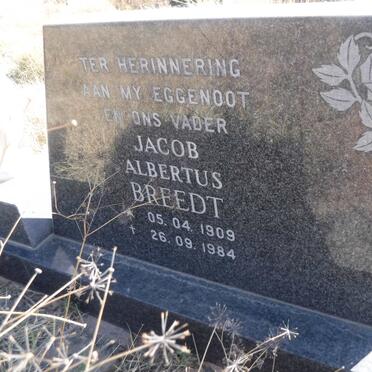 TER HERINNERING
AAN MY EGGENOOT
EN ONS VADER
JACOB
ALBERTUS
BREEDT
05. 04. 1909
† 26. 09. 1984